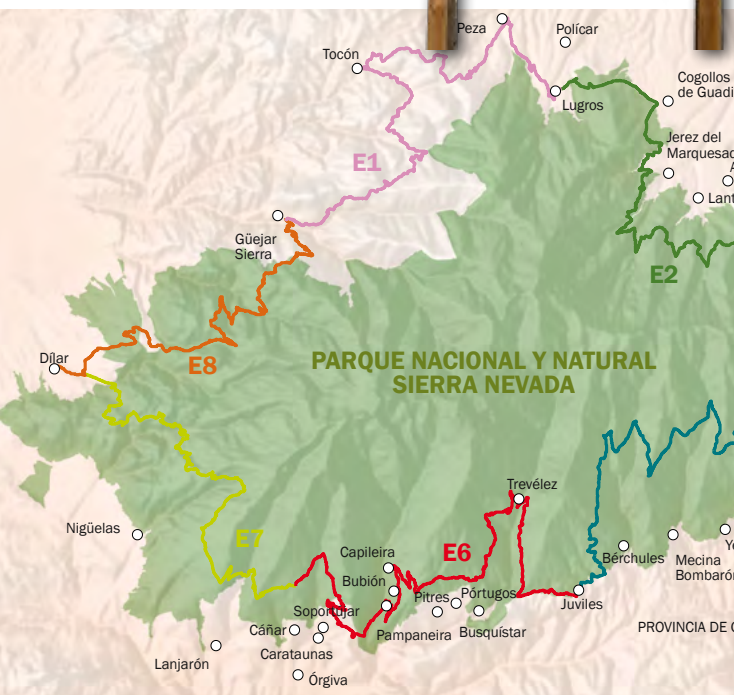 Peza
Polícar
Tocón
Cogollos
de Guadi
Lugros
Jerez del
Marquesad
E1
A
Lant
Güejar
Sierra
E2
Dílar
E8
PARQUE NACIONAL Y NATURAL
SIERRA NEVADA
Trevélez
Nigüelas
E7
Capileira
E6
Bérchules
Mecina
Bombarón
Ye
Bubión
Pitres
Pórtugos
Juviles
Soportújar
Cáñar
Pampaneira
Busquístar
PROVINCIA DE G
Carataunas
Lanjarón
Órgiva